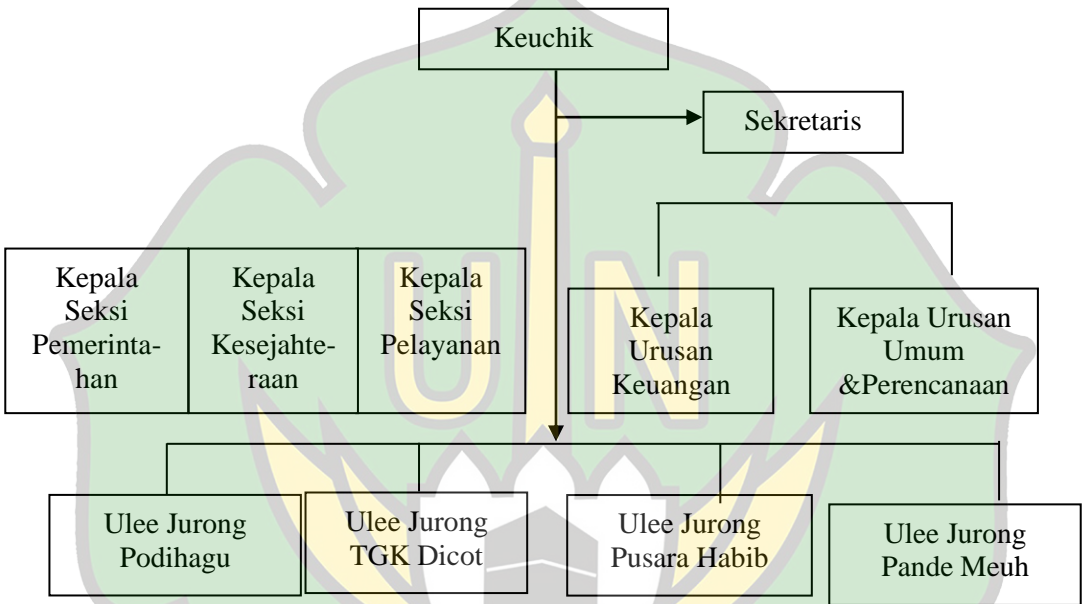 Keuchik
Sekretaris
Kepala
Seksi
Pemerinta-
han
Kepala
Seksi
Kesejahte-
raan
Kepala
Seksi
Pelayanan
Kepala
Urusan
Keuangan
Kepala Urusan
Umum
&Perencanaan
UIN
Ulee Jurong
Podihagu
Ulee Jurong
TGK Dicot
Ulee Jurong
Pusara Habib
Ulee Jurong
Pande Meuh